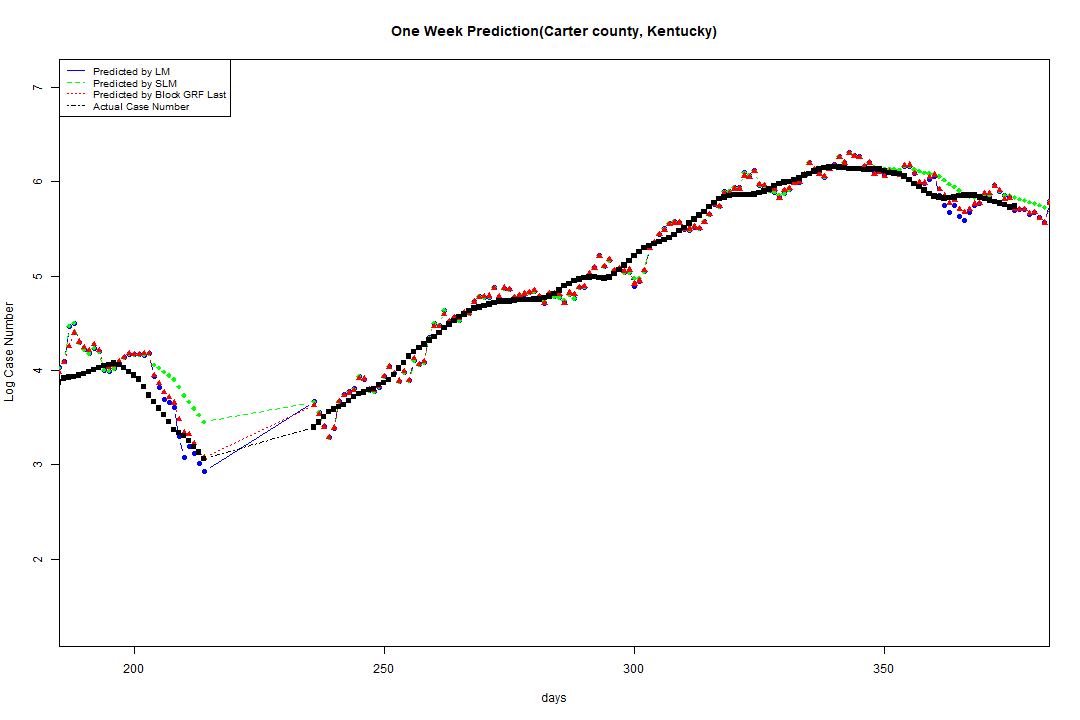 One Week Prediction(Carter county, Kentucky)
Predicted by LM
Predicted by SLM
Predicted by Block GRF Last
Actual Case Number
7
6
5
4
3
2
Log Case Number
200 250 300 350
days